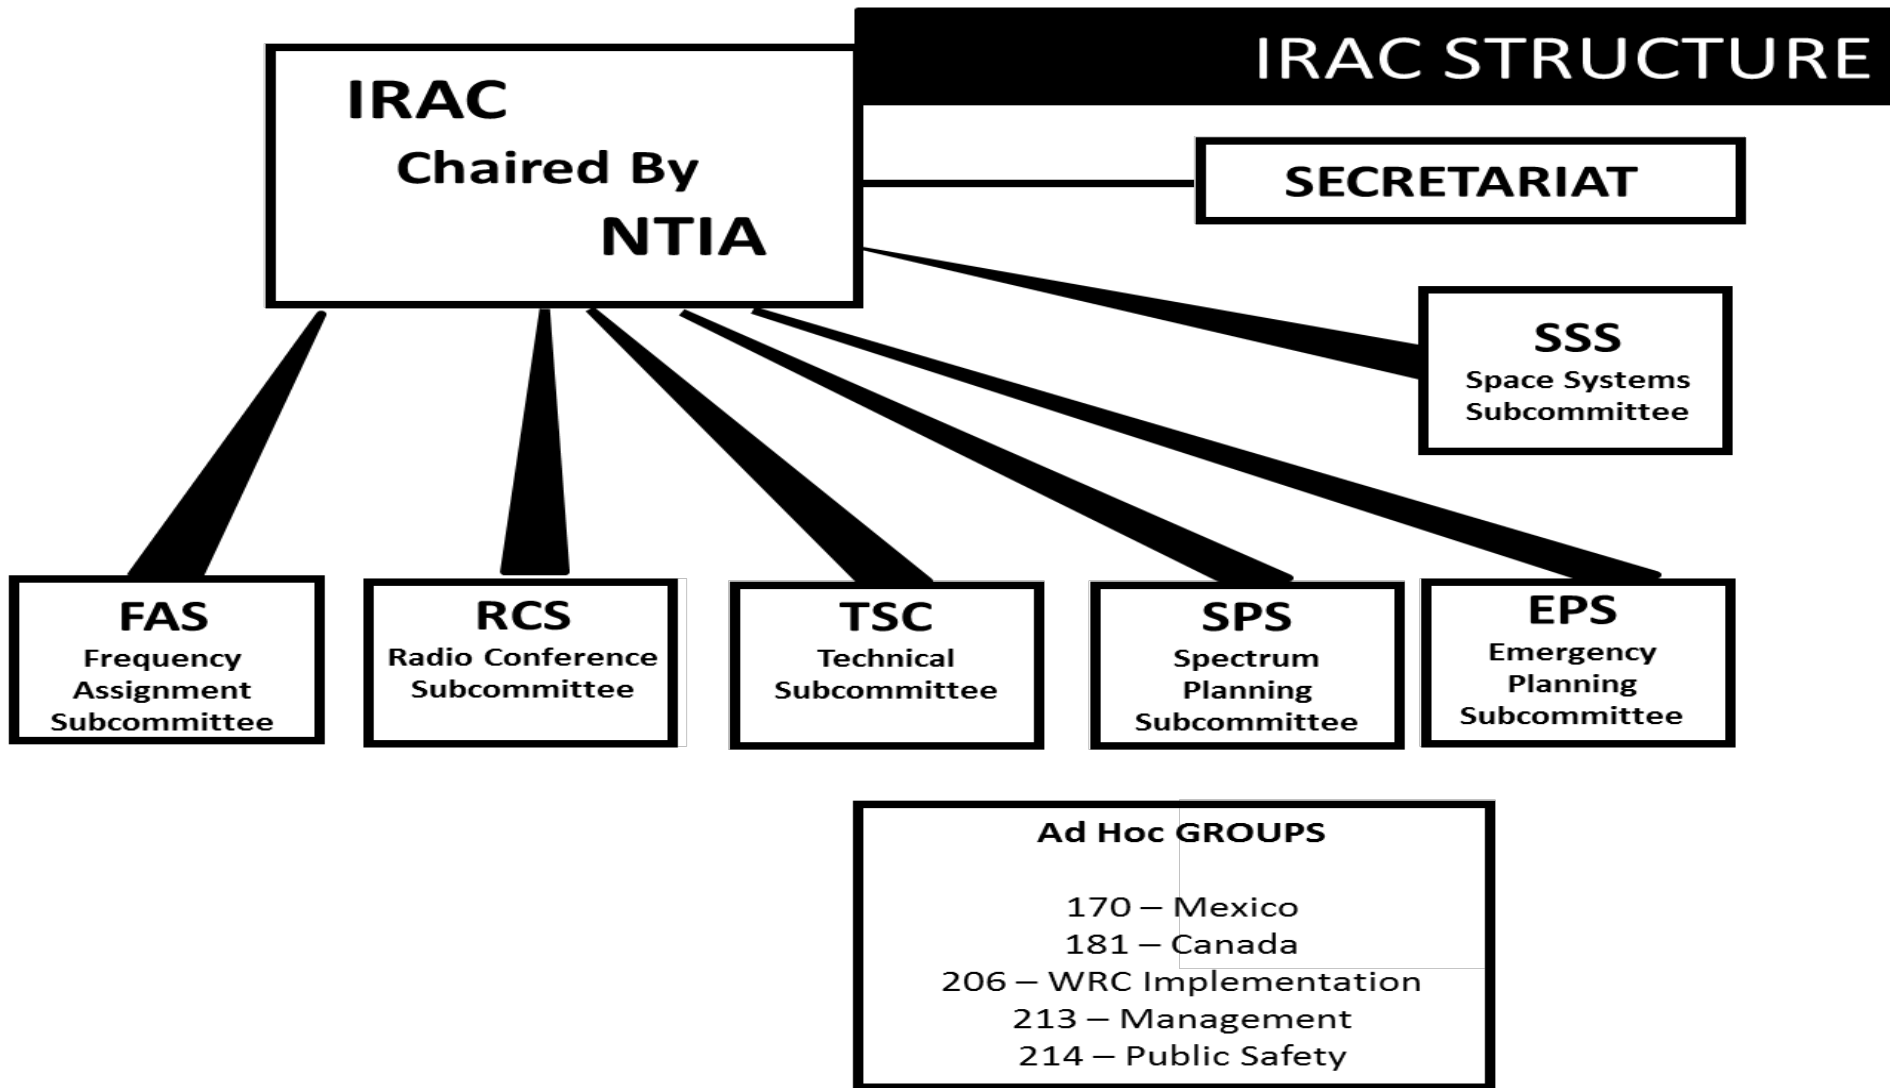 IRAC STRUCTURE
IRAC
Chaired By
NTIA
SECRETARIAT
SSS
Space Systems
Subcommittee
FAS
Frequency
Assignment
Subcommittee
RCS
Radio Conference
Subcommittee
TSC
Technical
Subcommittee
SPS
Spectrum
Planning
Subcommittee
EPS
Emergency
Planning
Subcommittee
Ad Hoc GROUPS
170 – Mexico
181 – Canada
206 – WRC Implementation
213 – Management
214 – Public Safety